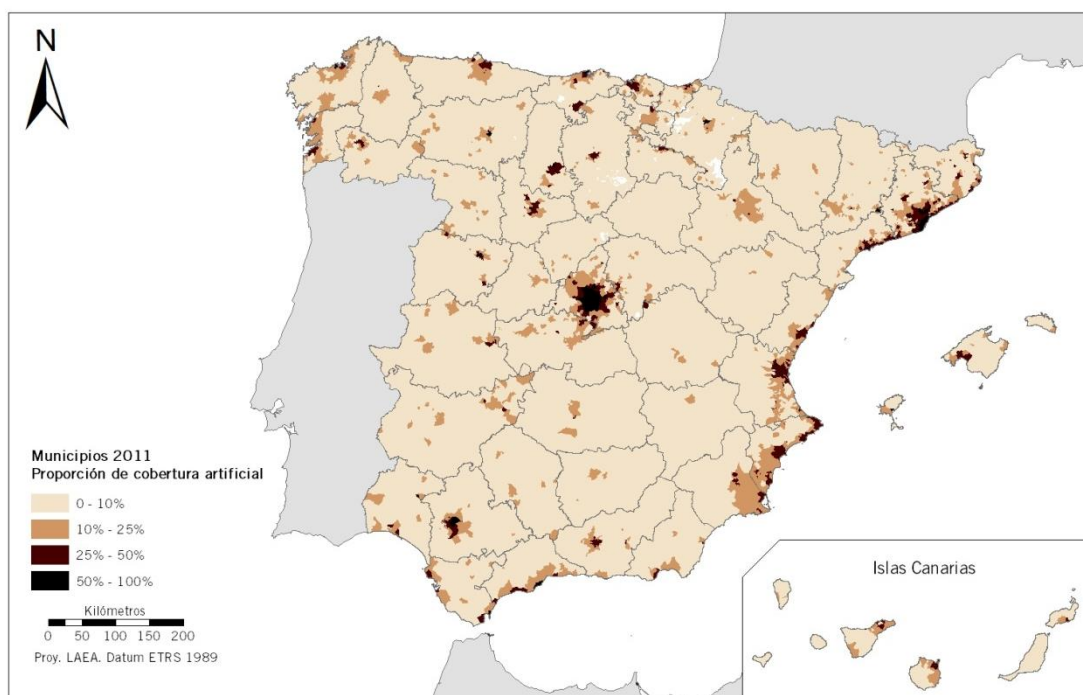 N
Municipios 2011
Proporción de cobertura artificial
0 - 10%
10% - 25%
25% - 50%
50% - 100%
Kilómetros
0 50 100 150 200
Proy. LAEA. Datum ETRS 1989
Islas Canarias